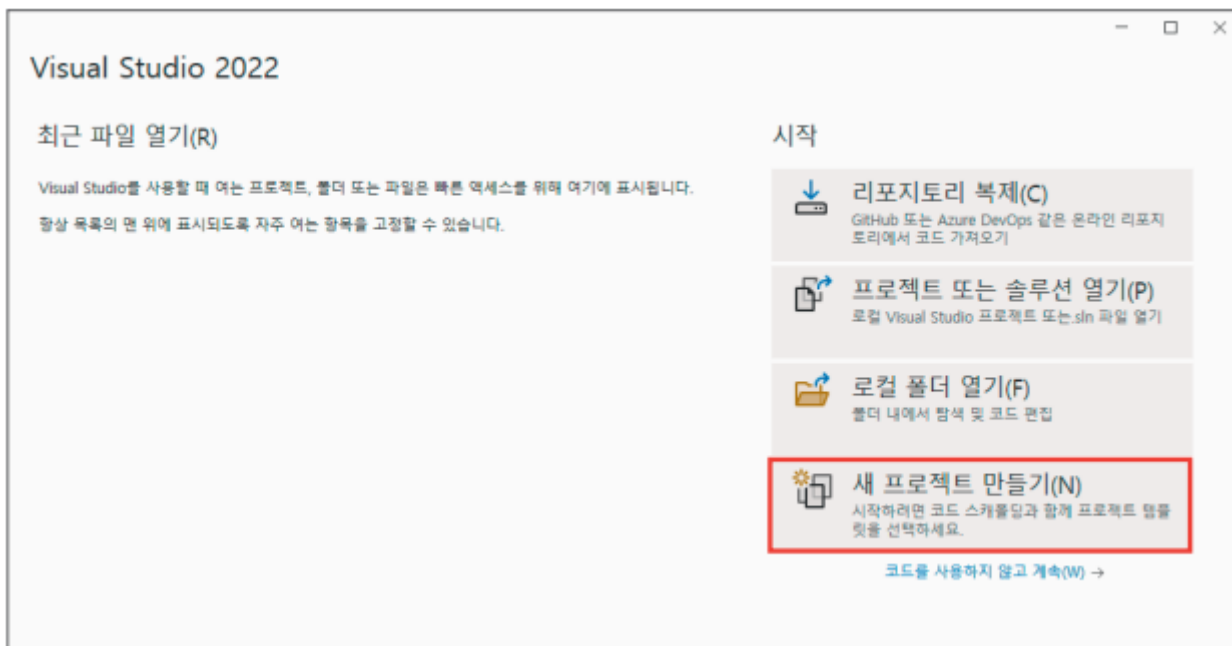 Visual Studio 2022
최근 파일 열기(R)
Visual Studio를 사용할 때 여는 프로젝트, 폴더 또는 파일은 빠른 액세스를 위해 여기에 표시됩니다.
항상 목록의 맨 위에 표시되도록 자주 여는 항목을 고정할 수 있습니다.
시작
리포지토리 복제(C)
GitHub 또는 Azure DevOps 같은 온라인 리포지
토리에서 코드 가져오기
프로젝트 또는 솔루션 열기(P)
로컬 Visual Studio 프로젝트 또는.sln 파일 열기
로컬 폴더 열기(F)
폴더 내에서 탐색 및 코드 편집
새 프로젝트 만들기(N)
시작하려면 코드 스캐폴딩과 함께 프로젝트 템플
릿을 선택하세요.
코드를 사용하지 않고 계속(W) →